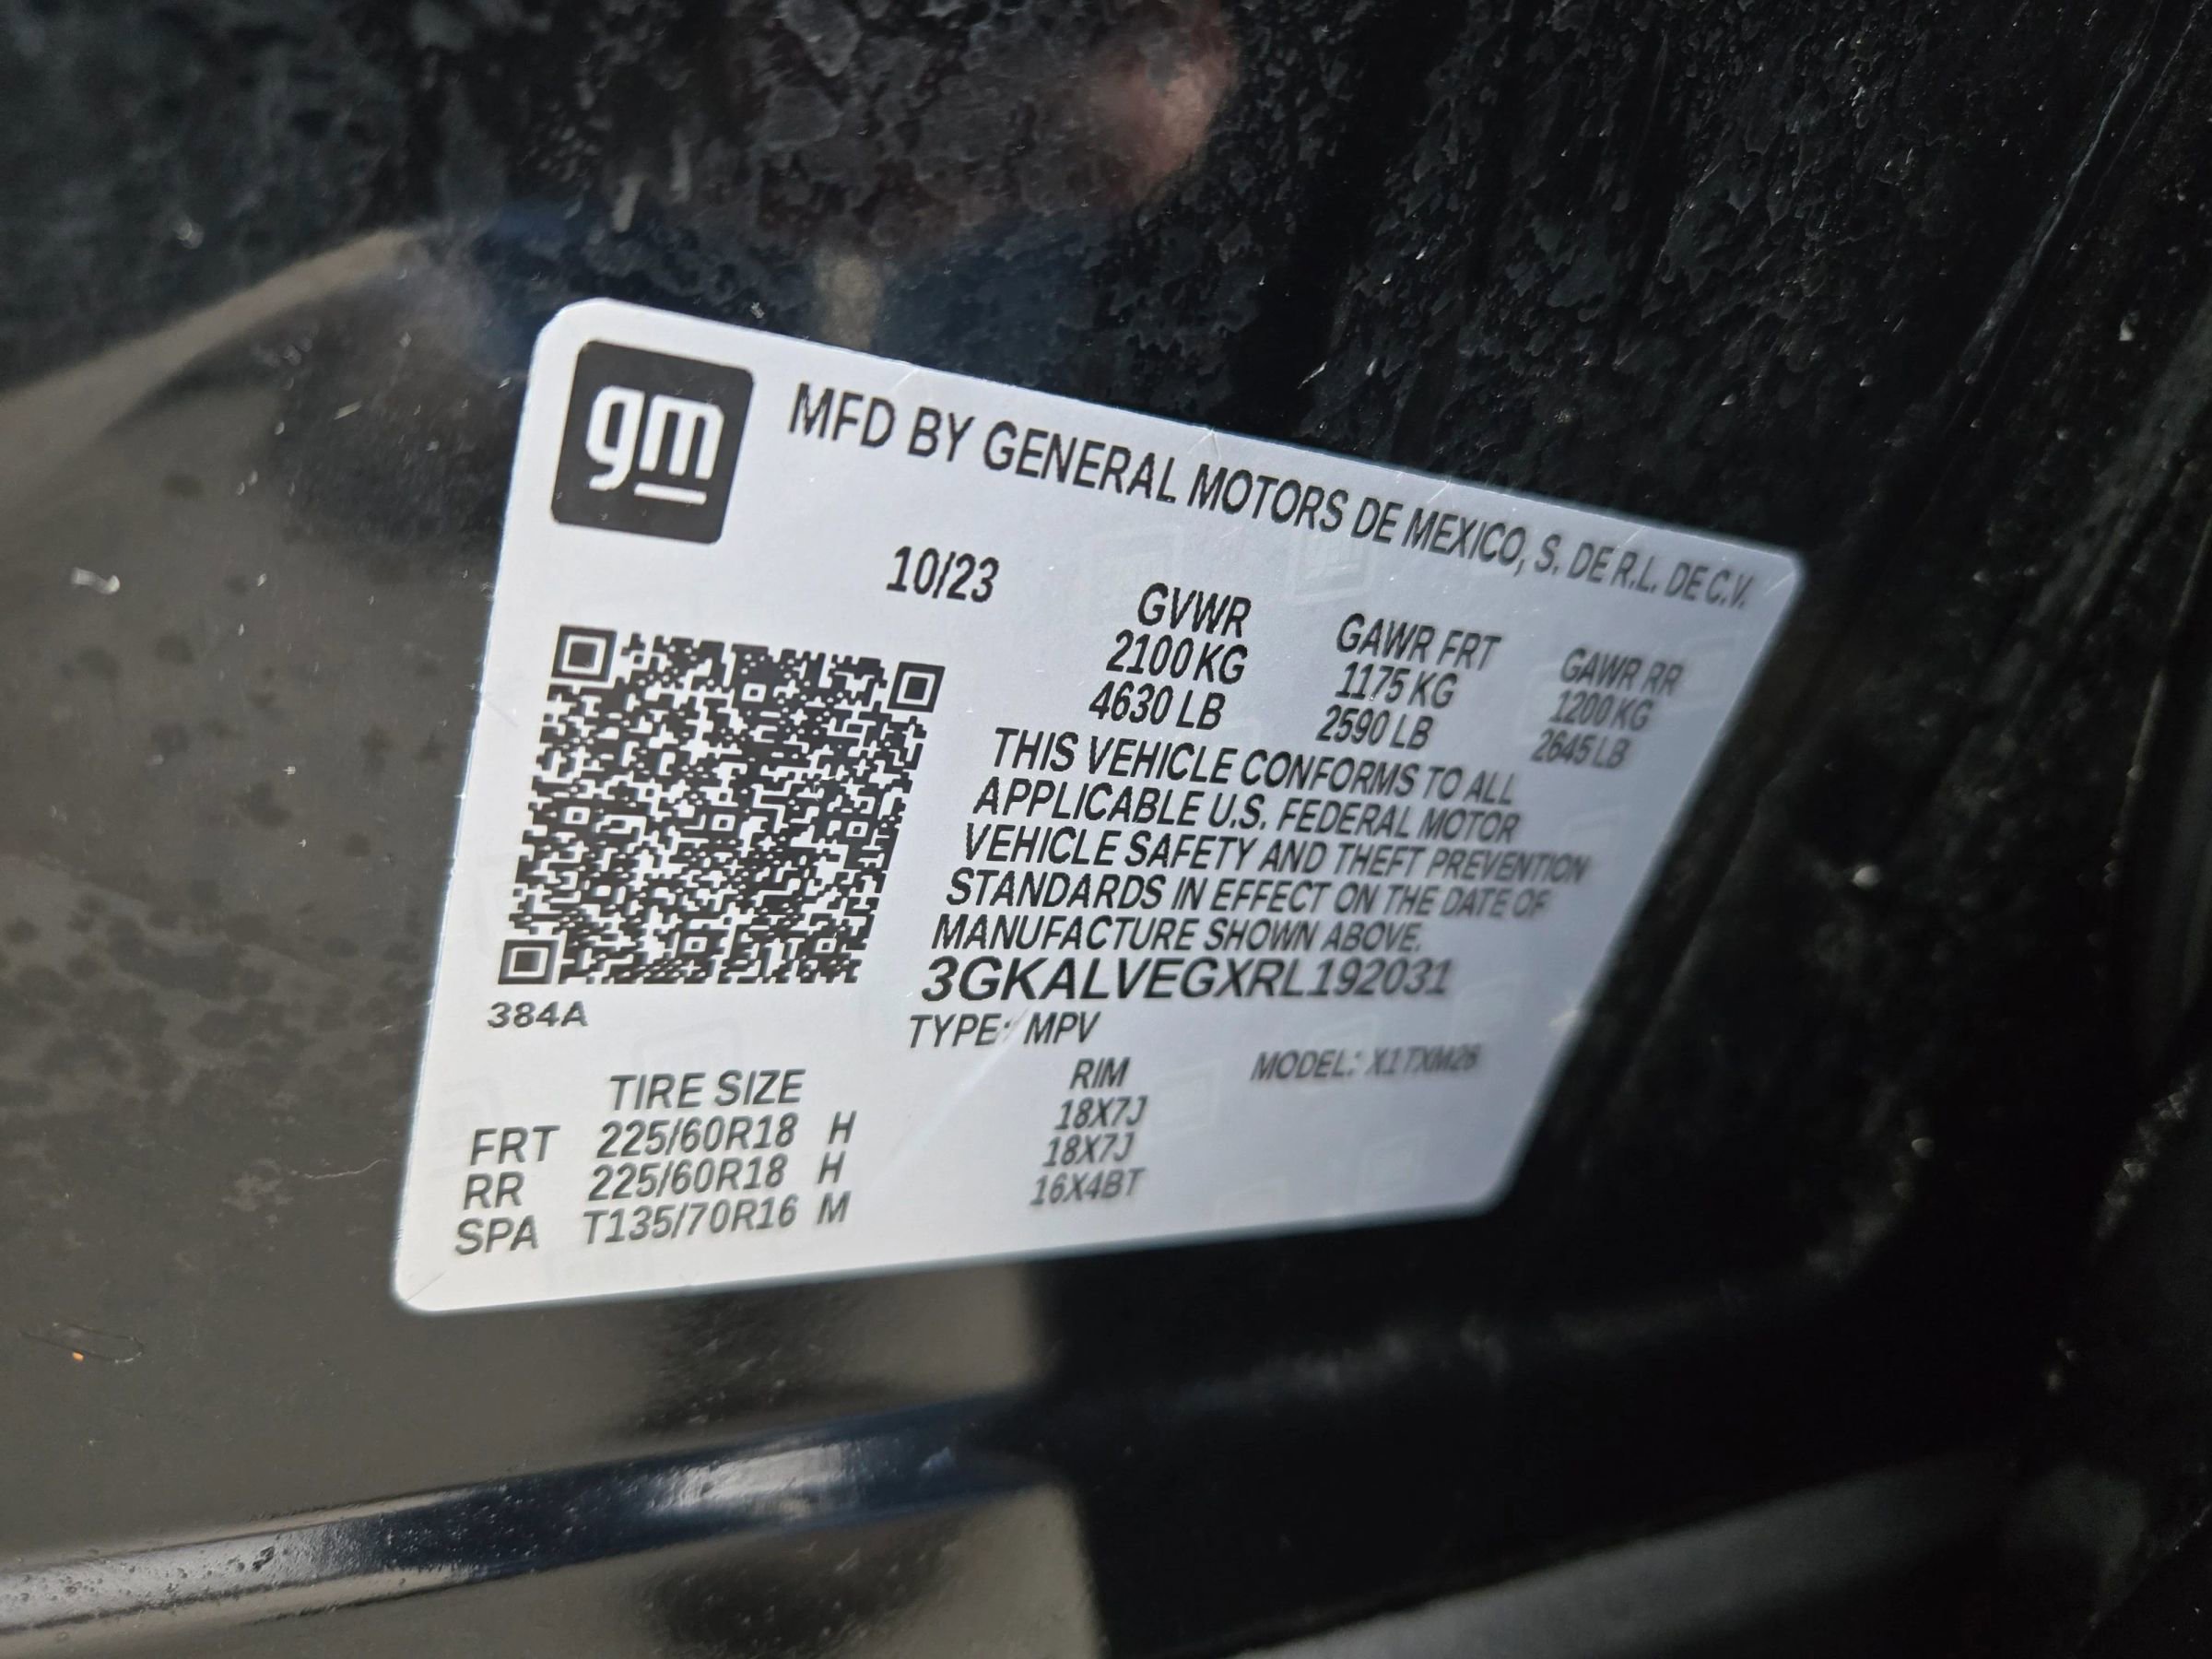 gm
MFD BY GENERAL MOTORS DE MEXICO, S. DE R.L. DE C.V.
10/23
GVWR GAWR FRT GAWR RR
2100 KG 1175 KG 1200 KG
4630 LB 2590 LB 2645 LB
THIS VEHICLE CONFORMS TO ALL
APPLICABLE U.S. FEDERAL MOTOR
VEHICLE SAFETY AND THEFT PREVENTION
STANDARDS IN EFFECT ON THE DATE OF
MANUFACTURE SHOWN ABOVE.
3GKALVEGXRL192031
384A
TYPE: MPV MODEL: X1TXM26
TIRE SIZE RIM
FRT 225/60R18 H 18X7J
RR 225/60R18 H 18X7J
SPA T135/70R16 M 16X4BT